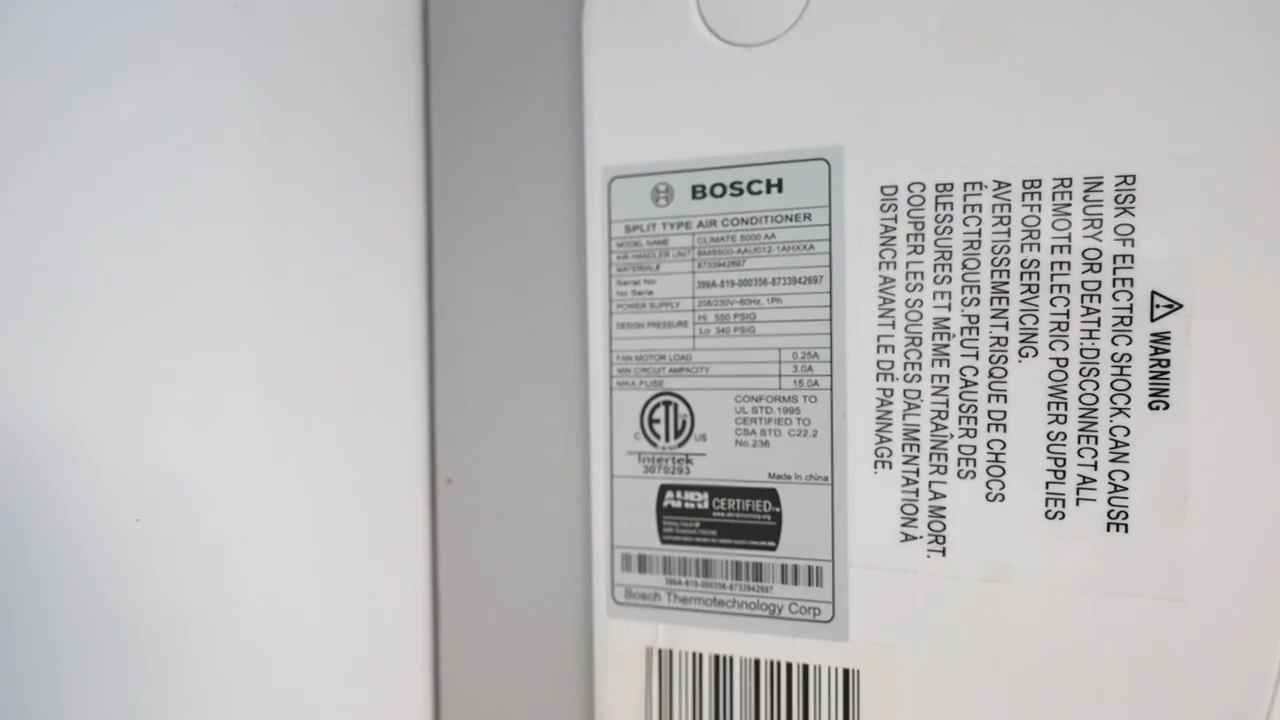 BOSCH
SPLIT TYPE AIR CONDITIONER
MODEL NAME CLIMATE 5000 AA
AIR HANDLER UNIT BMS500-AAU012-1AHXXA
MATERIAL# 8733942697
Serial No
No Serie
399A-819-000356-8733942697
POWER SUPPLY 208/230V~60Hz, 1Ph
DESIGN PRESSURE
Hi 550 PSIG
Lo 340 PSIG
FAN MOTOR LOAD 0.25A
MIN CIRCUIT AMPACITY 3.0A
MAX.FUSE 15.0A
ETL
C US
Intertek
3070293
CONFORMS TO
UL STD.1995
CERTIFIED TO
CSA STD. C22.2
No.236
Made in china
AHRI CERTIFIED™
www.ahridirectory.org
399A-819-000356-8733942697
Bosch Thermotechnology Corp
⚠ WARNING
RISK OF ELECTRIC SHOCK.CAN CAUSE
INJURY OR DEATH:DISCONNECT ALL
REMOTE ELECTRIC POWER SUPPLIES
BEFORE SERVICING.
AVERTISSEMENT.RISQUE DE CHOCS
ÉLECTRIQUES.PEUT CAUSER DES
BLESSURES ET MÊME ENTRAÎNER LA MORT.
COUPER LES SOURCES D'ALIMENTATION À
DISTANCE AVANT LE DÉ PANNAGE.